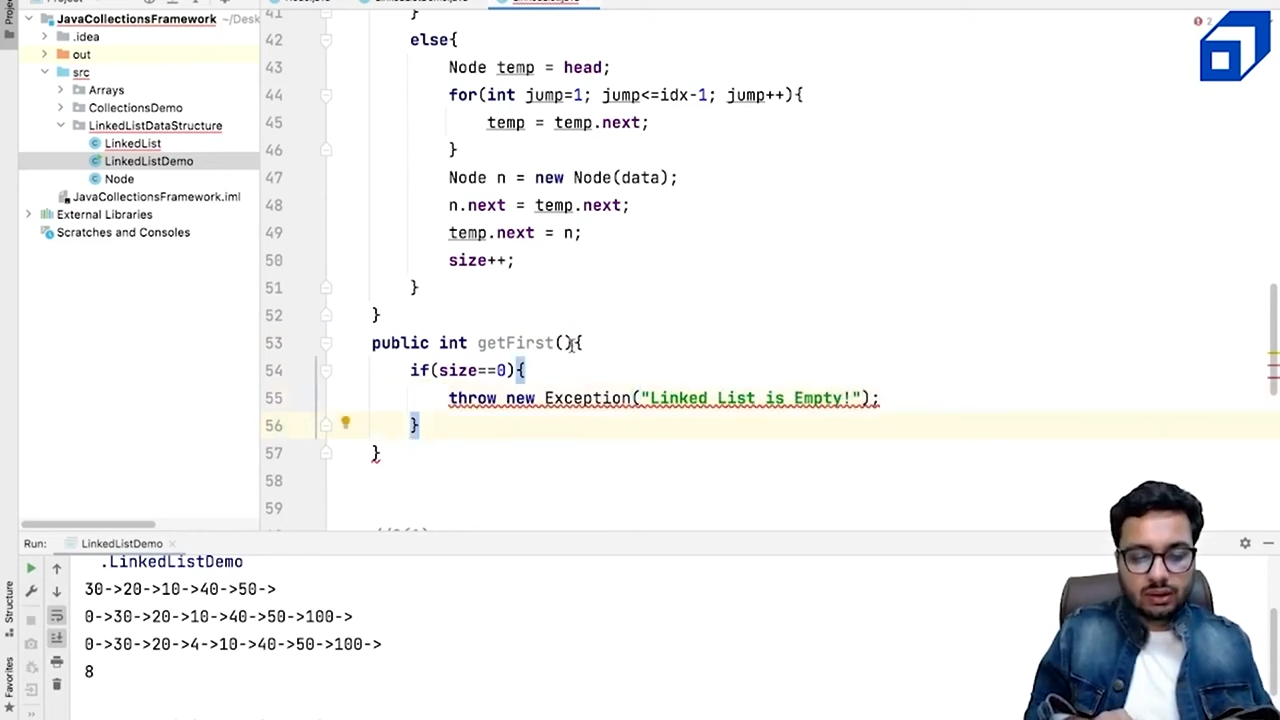 JavaCollectionsFramework ~/Desk
.idea
out
src
Arrays
CollectionsDemo
LinkedListDataStructure
LinkedList
LinkedListDemo
Node
JavaCollectionsFramework.iml
External Libraries
Scratches and Consoles
41 }
42 else{
43 Node temp = head;
44 for(int jump=1; jump<=idx-1; jump++){
45 temp = temp.next;
46 }
47 Node n = new Node(data);
48 n.next = temp.next;
49 temp.next = n;
50 size++;
51 }
52 }
53 public int getFirst(){
54 if(size==0){
55 throw new Exception("Linked List is Empty!");
56 }
57 }
58
59
2
Run: LinkedListDemo
.LinkedListDemo
30->20->10->40->50->
0->30->20->10->40->50->100->
0->30->20->4->10->40->50->100->
8
Structure
Favorites